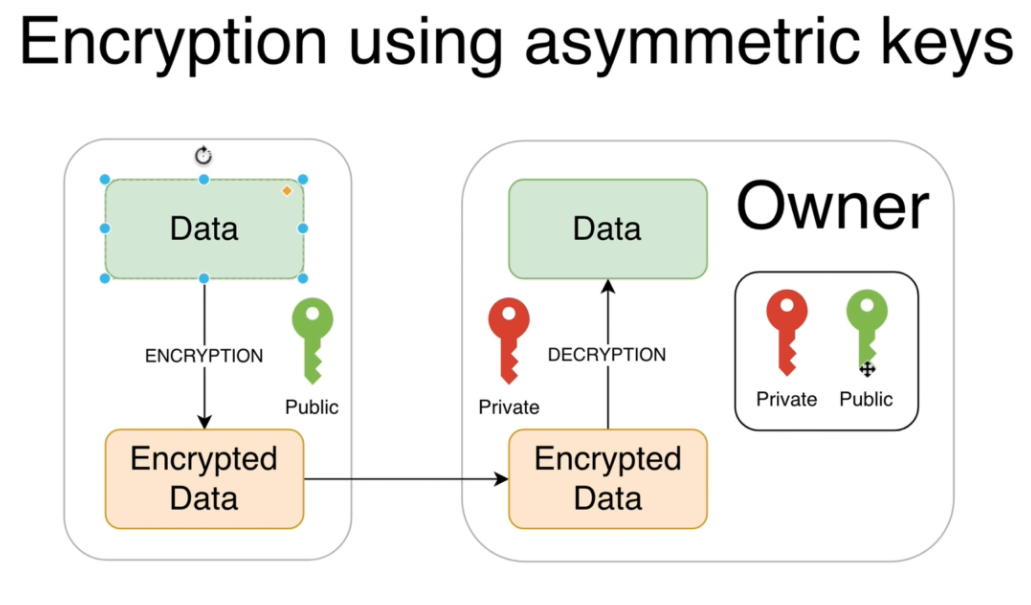 Encryption using asymmetric keys
Data
ENCRYPTION
Public
Encrypted
Data
Data
Owner
Private
DECRYPTION
Encrypted
Data
Private Public